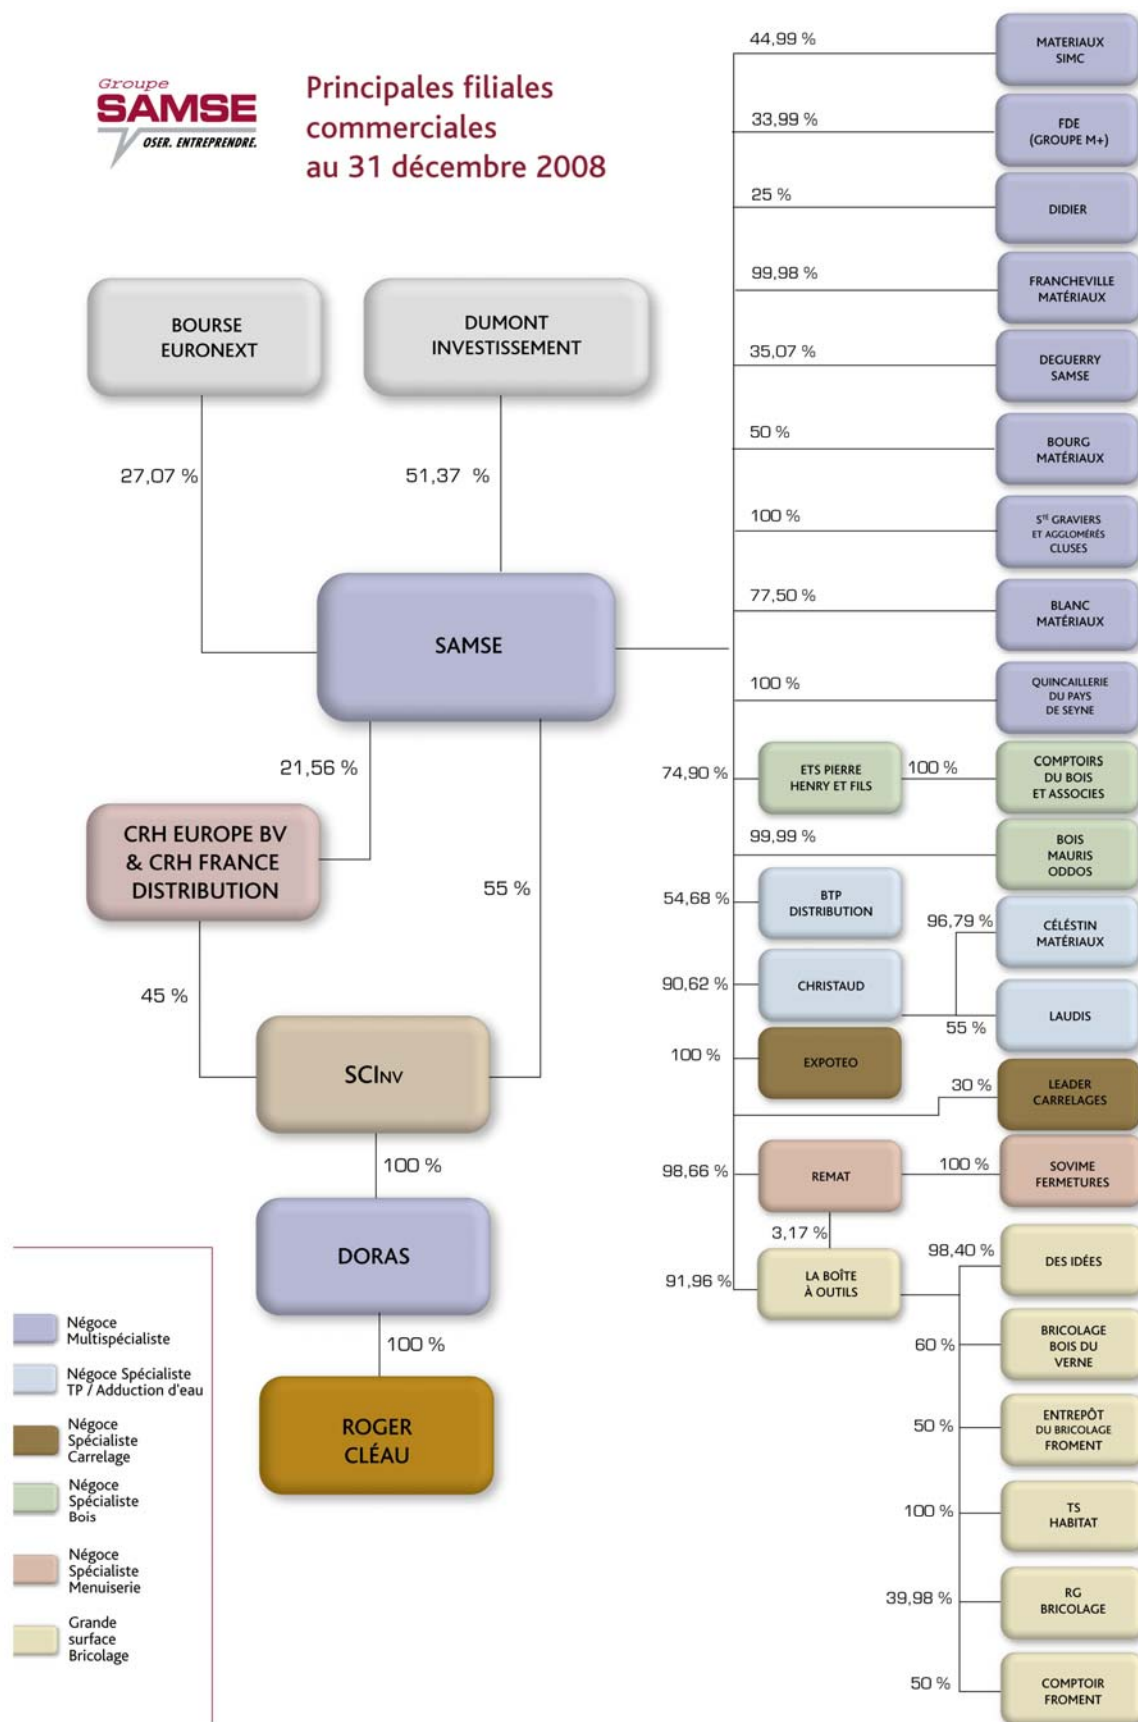 Groupe
SAMSE
OSER. ENTREPRENDRE.
Principales filiales
commerciales
au 31 décembre 2008
BOURSE
EURONEXT
DUMONT
INVESTISSEMENT
27,07 %
51,37 %
SAMSE
21,56 %
CRH EUROPE BV
& CRH FRANCE
DISTRIBUTION
55 %
45 %
SCINV
100 %
DORAS
100 %
ROGER
CLÉAU
Négoce
Multispécialiste
Négoce Spécialiste
TP / Adduction d'eau
Négoce
Spécialiste
Carrelage
Négoce
Spécialiste
Bois
Négoce
Spécialiste
Menuiserie
Grande
surface
Bricolage
44,99 %
MATERIAUX
SIMC
33,99 %
FDE
(GROUPE M+)
25 %
DIDIER
99,98 %
FRANCHEVILLE
MATÉRIAUX
35,07 %
DEGUERRY
SAMSE
50 %
BOURG
MATÉRIAUX
100 %
STÉ GRAVIERS
ET AGGLOMÉRÉS
CLUSES
77,50 %
BLANC
MATÉRIAUX
100 %
QUINCAILLERIE
DU PAYS
DE SEYNE
74,90 %
ETS PIERRE
HENRY ET FILS
100 %
COMPTOIRS
DU BOIS
ET ASSOCIES
99,99 %
BOIS
MAURIS
ODDOS
54,68 %
BTP
DISTRIBUTION
96,79 %
CÉLÉSTIN
MATÉRIAUX
90,62 %
CHRISTAUD
55 %
LAUDIS
100 %
EXPOTEO
30 %
LEADER
CARRELAGES
98,66 %
REMAT
100 %
SOVIME
FERMETURES
3,17 %
91,96 %
LA BOÎTE
À OUTILS
98,40 %
DES IDÉES
60 %
BRICOLAGE
BOIS DU
VERNE
50 %
ENTREPÔT
DU BRICOLAGE
FROMENT
100 %
TS
HABITAT
39,98 %
RG
BRICOLAGE
50 %
COMPTOIR
FROMENT